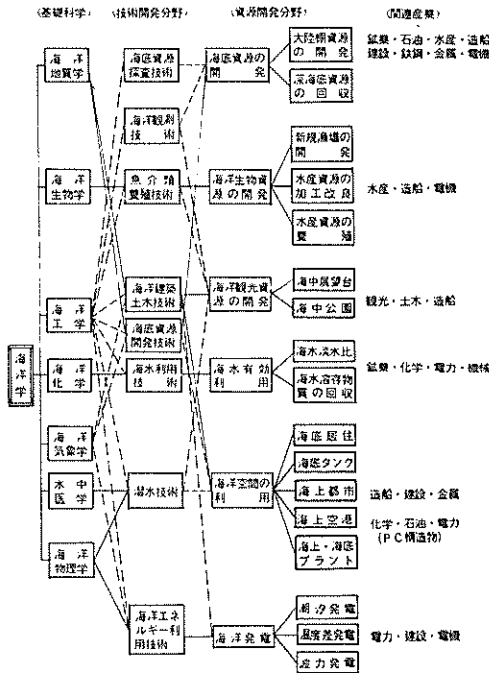 〈基礎科学〉
〈技術開発分野〉
〈資源開発分野〉
〈関連産業〉
海洋学
海洋
地質学
海洋
生物学
海洋
工学
海洋
化学
海洋
気象学
水中
医学
海洋
物理学
海底資源
探査技術
海洋観測
技術
魚介類
養殖技術
海洋建築
土木技術
海底資源
開発技術
海水利用
技術
潜水技術
海洋エネ
ルギー利
用技術
海底資源の
開発
海洋生物資
源の開発
海洋観光資
源の開発
海水有効
利用
海洋空間の
利用
海洋発電
大陸棚資源
の開発
深海底資源
の回収
新規漁場の
開発
水産資源の
加工改良
水産資源の
養殖
海中展望台
海中公園
海水淡水化
海水溶存物
質の回収
海底居住
海底タンク
海上都市
海上空港
海上・海底
プラント
潮汐発電
温度差発電
波力発電
鉱業・石油・水産・造船
建設・鉄鋼・金属・電機
水産・造船・電機
観光・土木・造船
鉱業・化学・電力・機械
造船・建設・金属
化学・石油・電力
(PC構造物)
電力・建設・電機